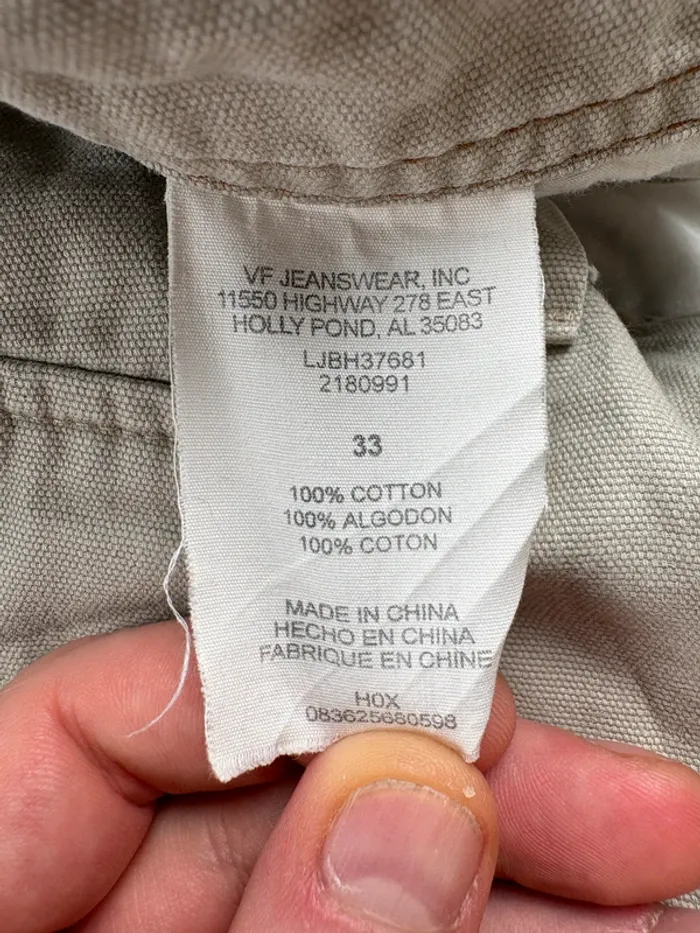 VF JEANSWEAR, INC
11550 HIGHWAY 278 EAST
HOLLY POND, AL 35083
LJBH37681
2180991
33
100% COTTON
100% ALGODON
100% COTON
MADE IN CHINA
HECHO EN CHINA
FABRIQUE EN CHINE
H0X
083625680598